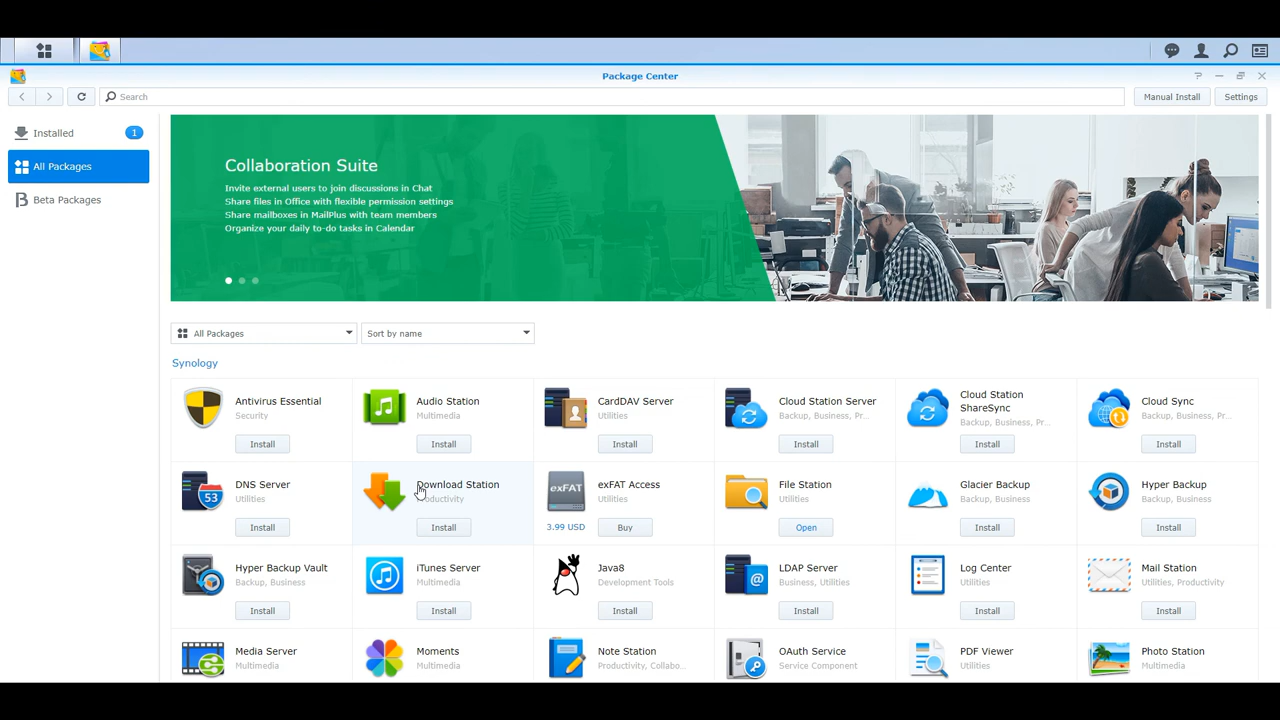 Package Center
?
Search
Manual Install
Settings
Installed
1
All Packages
Beta Packages
Collaboration Suite
Invite external users to join discussions in Chat
Share files in Office with flexible permission settings
Share mailboxes in MailPlus with team members
Organize your daily to-do tasks in Calendar
All Packages
Sort by name
Synology
Antivirus Essential
Security
Install
Audio Station
Multimedia
Install
CardDAV Server
Utilities
Install
Cloud Station Server
Backup, Business, Pr...
Install
Cloud Station
ShareSync
Backup, Business, Pr...
Install
Cloud Sync
Backup, Business, Pr...
Install
53
DNS Server
Utilities
Install
Download Station
Productivity
Install
exFAT
exFAT Access
Utilities
3.99 USD
Buy
File Station
Utilities
Open
Glacier Backup
Backup, Business
Install
Hyper Backup
Backup, Business
Install
Hyper Backup Vault
Backup, Business
Install
iTunes Server
Multimedia
Install
Java8
Development Tools
Install
@
LDAP Server
Business, Utilities
Install
Log Center
Utilities
Install
Mail Station
Utilities, Productivity
Install
Media Server
Multimedia
Moments
Multimedia
Note Station
Productivity, Collabo...
OAuth Service
Service Component
PDF Viewer
Utilities
Photo Station
Multimedia